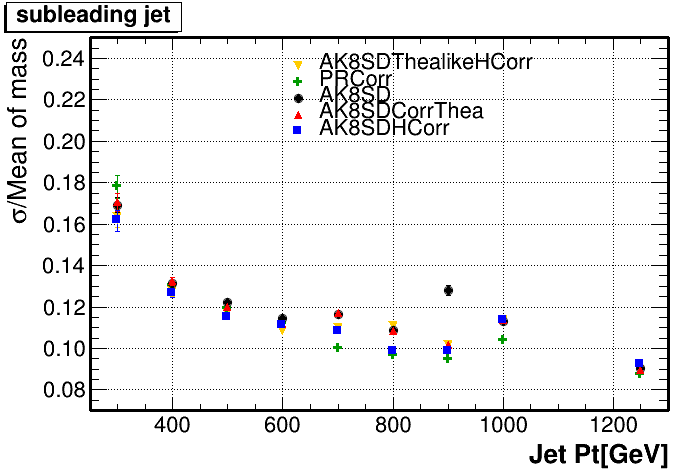 subleading jet
σ/Mean of mass
0.24
0.22
0.20
0.18
0.16
0.14
0.12
0.10
0.08
AK8SDThealikeHCorr
PRCorr
AK8SD
AK8SDCorrThea
AK8SDHCorr
400 600 800 1000 1200
Jet Pt[GeV]